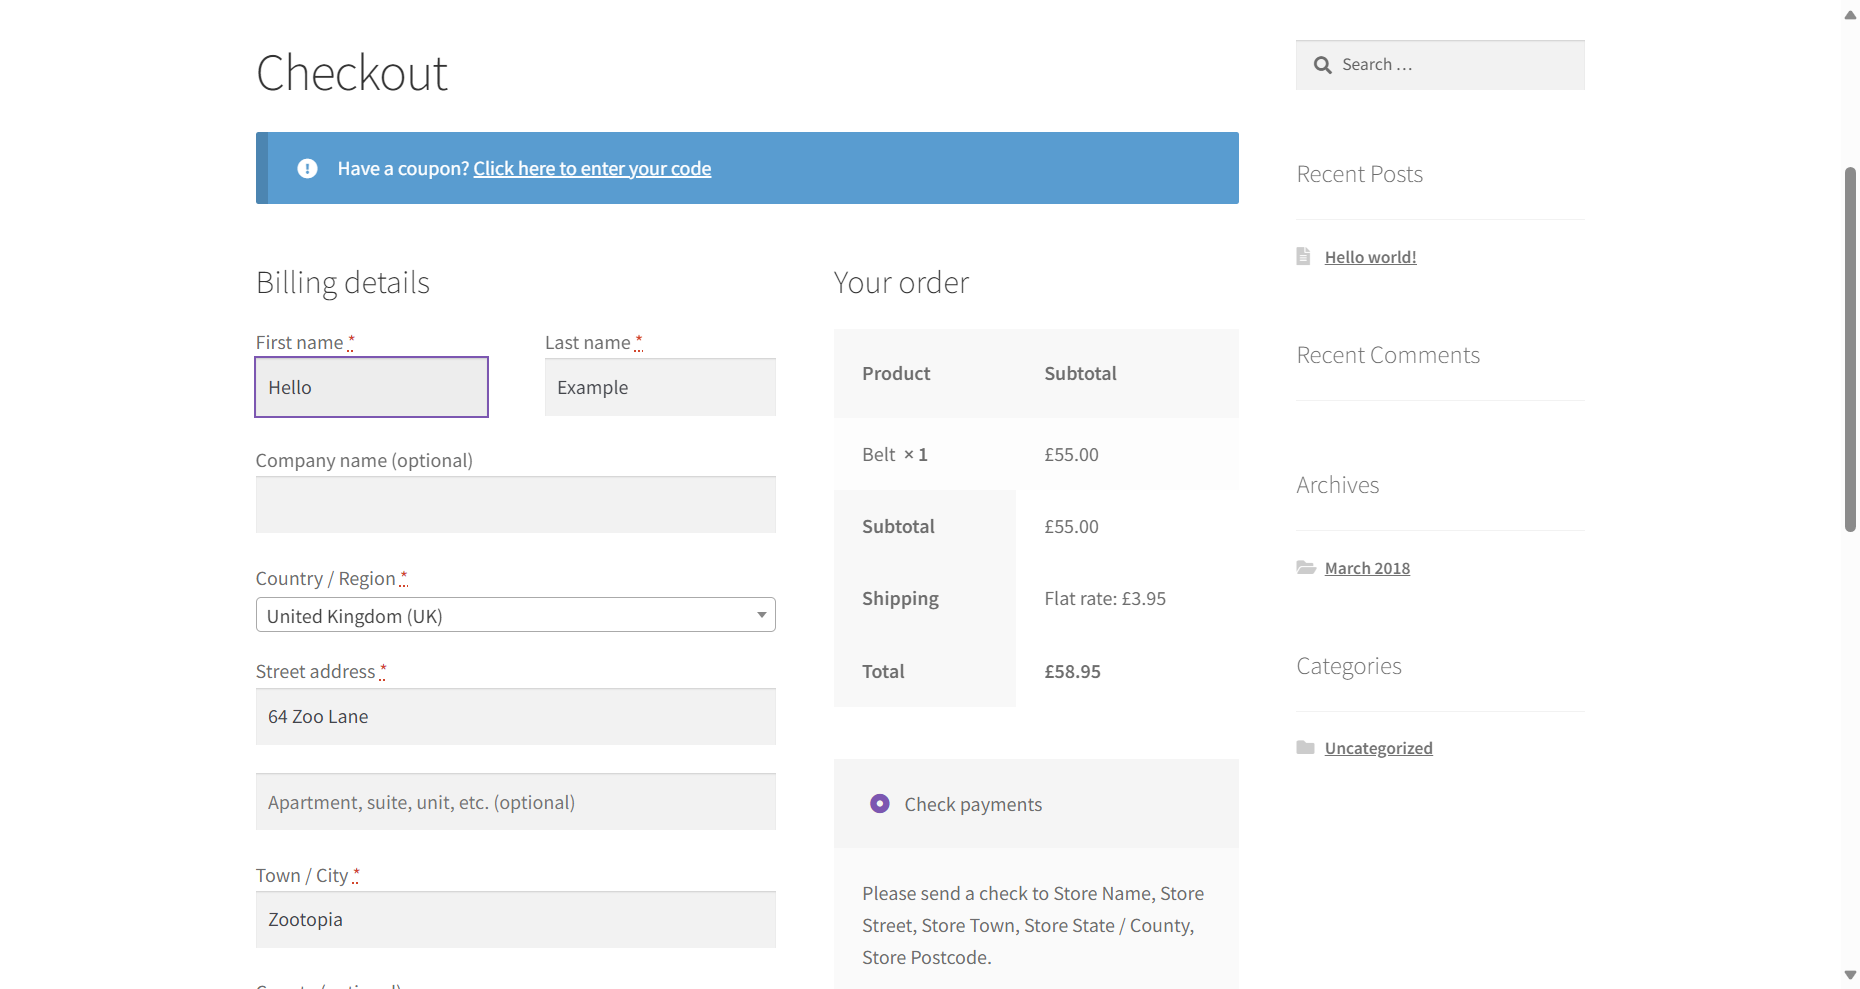 Checkout
Search …
Have a coupon? Click here to enter your code
Recent Posts
Hello world!
Recent Comments
Archives
March 2018
Categories
Uncategorized
Billing details
First name *
Hello
Last name *
Example
Company name (optional)
Country / Region *
United Kingdom (UK)
Street address *
64 Zoo Lane
Apartment, suite, unit, etc. (optional)
Town / City *
Zootopia
Your order
Product Subtotal
Belt × 1 £55.00
Subtotal £55.00
Shipping Flat rate: £3.95
Total £58.95
Check payments
Please send a check to Store Name, Store
Street, Store Town, Store State / County,
Store Postcode.